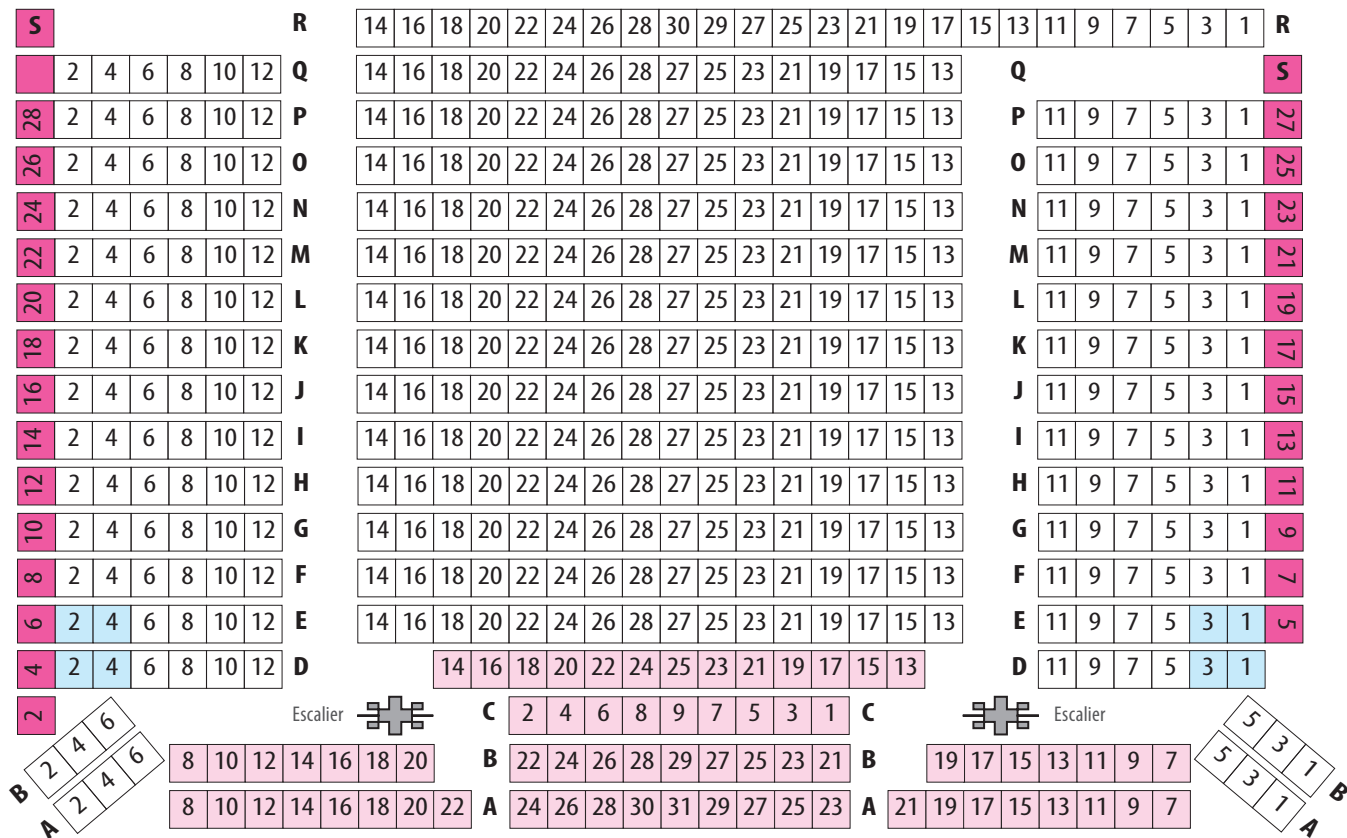 S R 14 16 18 20 22 24 26 28 30 29 27 25 23 21 19 17 15 13 11 9 7 5 3 1 R
2 4 6 8 10 12 Q 14 16 18 20 22 24 26 28 27 25 23 21 19 17 15 13 Q S
28 2 4 6 8 10 12 P 14 16 18 20 22 24 26 28 27 25 23 21 19 17 15 13 P 11 9 7 5 3 1 27
26 2 4 6 8 10 12 O 14 16 18 20 22 24 26 28 27 25 23 21 19 17 15 13 O 11 9 7 5 3 1 25
24 2 4 6 8 10 12 N 14 16 18 20 22 24 26 28 27 25 23 21 19 17 15 13 N 11 9 7 5 3 1 23
22 2 4 6 8 10 12 M 14 16 18 20 22 24 26 28 27 25 23 21 19 17 15 13 M 11 9 7 5 3 1 21
20 2 4 6 8 10 12 L 14 16 18 20 22 24 26 28 27 25 23 21 19 17 15 13 L 11 9 7 5 3 1 19
18 2 4 6 8 10 12 K 14 16 18 20 22 24 26 28 27 25 23 21 19 17 15 13 K 11 9 7 5 3 1 17
16 2 4 6 8 10 12 J 14 16 18 20 22 24 26 28 27 25 23 21 19 17 15 13 J 11 9 7 5 3 1 15
14 2 4 6 8 10 12 I 14 16 18 20 22 24 26 28 27 25 23 21 19 17 15 13 I 11 9 7 5 3 1 13
12 2 4 6 8 10 12 H 14 16 18 20 22 24 26 28 27 25 23 21 19 17 15 13 H 11 9 7 5 3 1 11
10 2 4 6 8 10 12 G 14 16 18 20 22 24 26 28 27 25 23 21 19 17 15 13 G 11 9 7 5 3 1 9
8 2 4 6 8 10 12 F 14 16 18 20 22 24 26 28 27 25 23 21 19 17 15 13 F 11 9 7 5 3 1 7
6 2 4 6 8 10 12 E 14 16 18 20 22 24 26 28 27 25 23 21 19 17 15 13 E 11 9 7 5 3 1 5
4 2 4 6 8 10 12 D 14 16 18 20 22 24 25 23 21 19 17 15 13 D 11 9 7 5 3 1
2 Escalier C 2 4 6 8 9 7 5 3 1 C Escalier
B 2 4 6 8 10 12 14 16 18 20 B 22 24 26 28 29 27 25 23 21 B 19 17 15 13 11 9 7 5 3 1 B
A 2 4 6 8 10 12 14 16 18 20 22 A 24 26 28 30 31 29 27 25 23 A 21 19 17 15 13 11 9 7 5 3 1 A